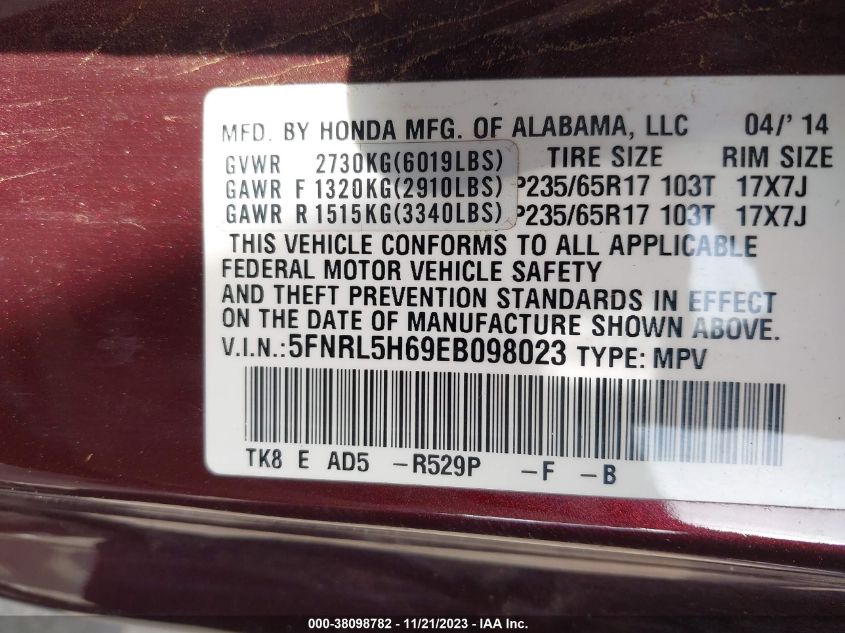 MFD. BY HONDA MFG. OF ALABAMA, LLC 04/' 14
GVWR 2730KG(6019LBS) TIRE SIZE RIM SIZE
GAWR F 1320KG(2910LBS) P235/65R17 103T 17X7J
GAWR R 1515KG(3340LBS) P235/65R17 103T 17X7J
THIS VEHICLE CONFORMS TO ALL APPLICABLE
FEDERAL MOTOR VEHICLE SAFETY
AND THEFT PREVENTION STANDARDS IN EFFECT
ON THE DATE OF MANUFACTURE SHOWN ABOVE.
V.I.N.:5FNRL5H69EB098023 TYPE: MPV
TK8 E AD5 -R529P -F -B
000-38098782 - 11/21/2023 - IAA Inc.